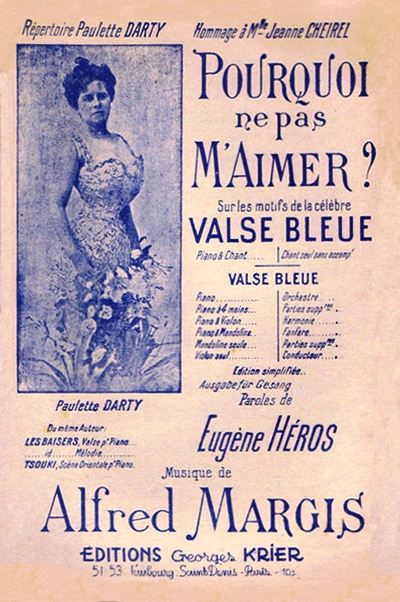 Répertoire Paulette DARTY
Hommage à Mlle Jeanne CHEIREL
POURQUOI
ne pas
M'AIMER ?
Sur les motifs de la célèbre
VALSE BLEUE
Piano & Chant.....
Chant seul sans accompt
VALSE BLEUE
Piano..............
Piano à 4 mains...
Piano & Violon.....
Piano & Mandoline.
Mandoline seule...
Violon seul........
Orchestre....
Parties suppres..
Harmonie......
Fanfare........
Parties suppres..
Conducteur....
Edition simplifiée..
Ausgabe für Gesang
Paroles de
Eugène HÉROS
Paulette DARTY
Du même Auteur:
LES BAISERS, Valse pr Piano...
....id.....Mélodie............
TSOUKI, Scène Orientale pr Piano.
Musique de
Alfred MARGIS
EDITIONS Georges KRIER
51-53 Faubourg Saint Denis - Paris - 10e